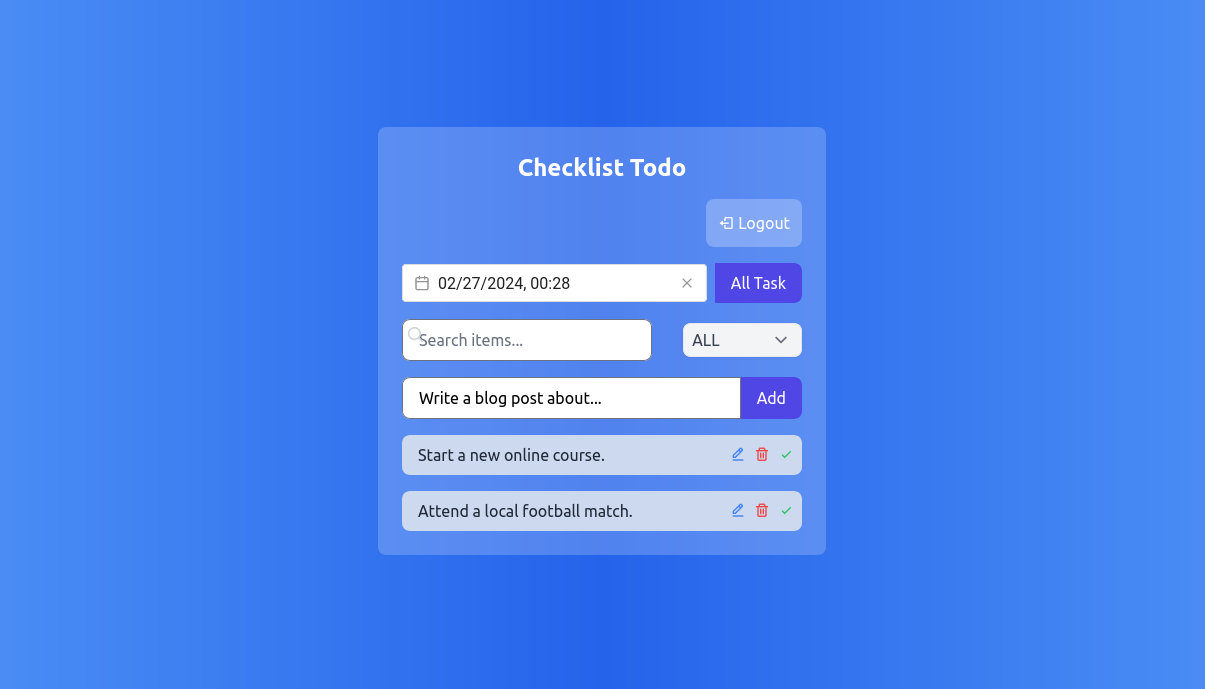 Checklist Todo
Logout
02/27/2024, 00:28
All Task
Search items...
ALL
Write a blog post about...
Add
Start a new online course.
Attend a local football match.